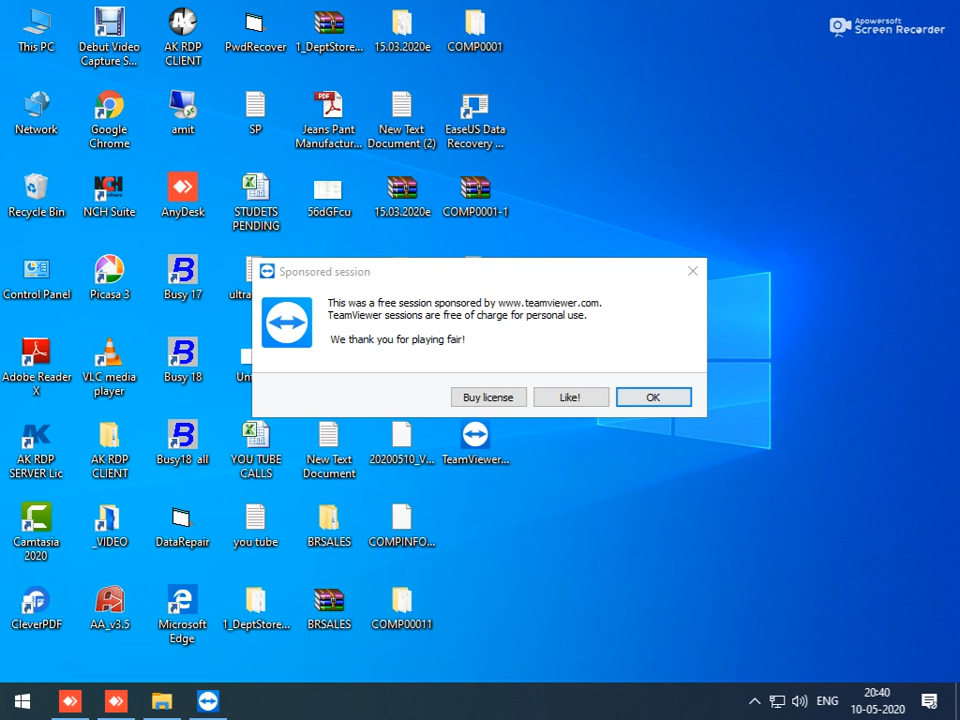 Apowersoft
Screen Recorder
This PC
Debut Video
Capture S...
AK RDP
CLIENT
PwdRecover
1_DeptStore...
15.03.2020e
COMP0001
Network
Google
Chrome
amit
SP
Jeans Pant
Manufactur...
New Text
Document (2)
EaseUS Data
Recovery ...
Recycle Bin
NCH Suite
AnyDesk
STUDETS
PENDING
56dGFcu
15.03.2020e
COMP0001-1
Control Panel
Picasa 3
Busy 17
ultra
Sponsored session
This was a free session sponsored by www.teamviewer.com.
TeamViewer sessions are free of charge for personal use.
We thank you for playing fair!
Buy license
Like!
OK
Adobe Reader
X
VLC media
player
Busy 18
AK RDP
SERVER Lic
AK RDP
CLIENT
Busy18 all
YOU TUBE
CALLS
New Text
Document
20200510_V...
TeamViewer...
Camtasia
2020
_VIDEO
DataRepair
you tube
BRSALES
COMPINFO...
CleverPDF
AA_v3.5
Microsoft
Edge
1_DeptStore...
BRSALES
COMP00011
ENG
20:40
10-05-2020